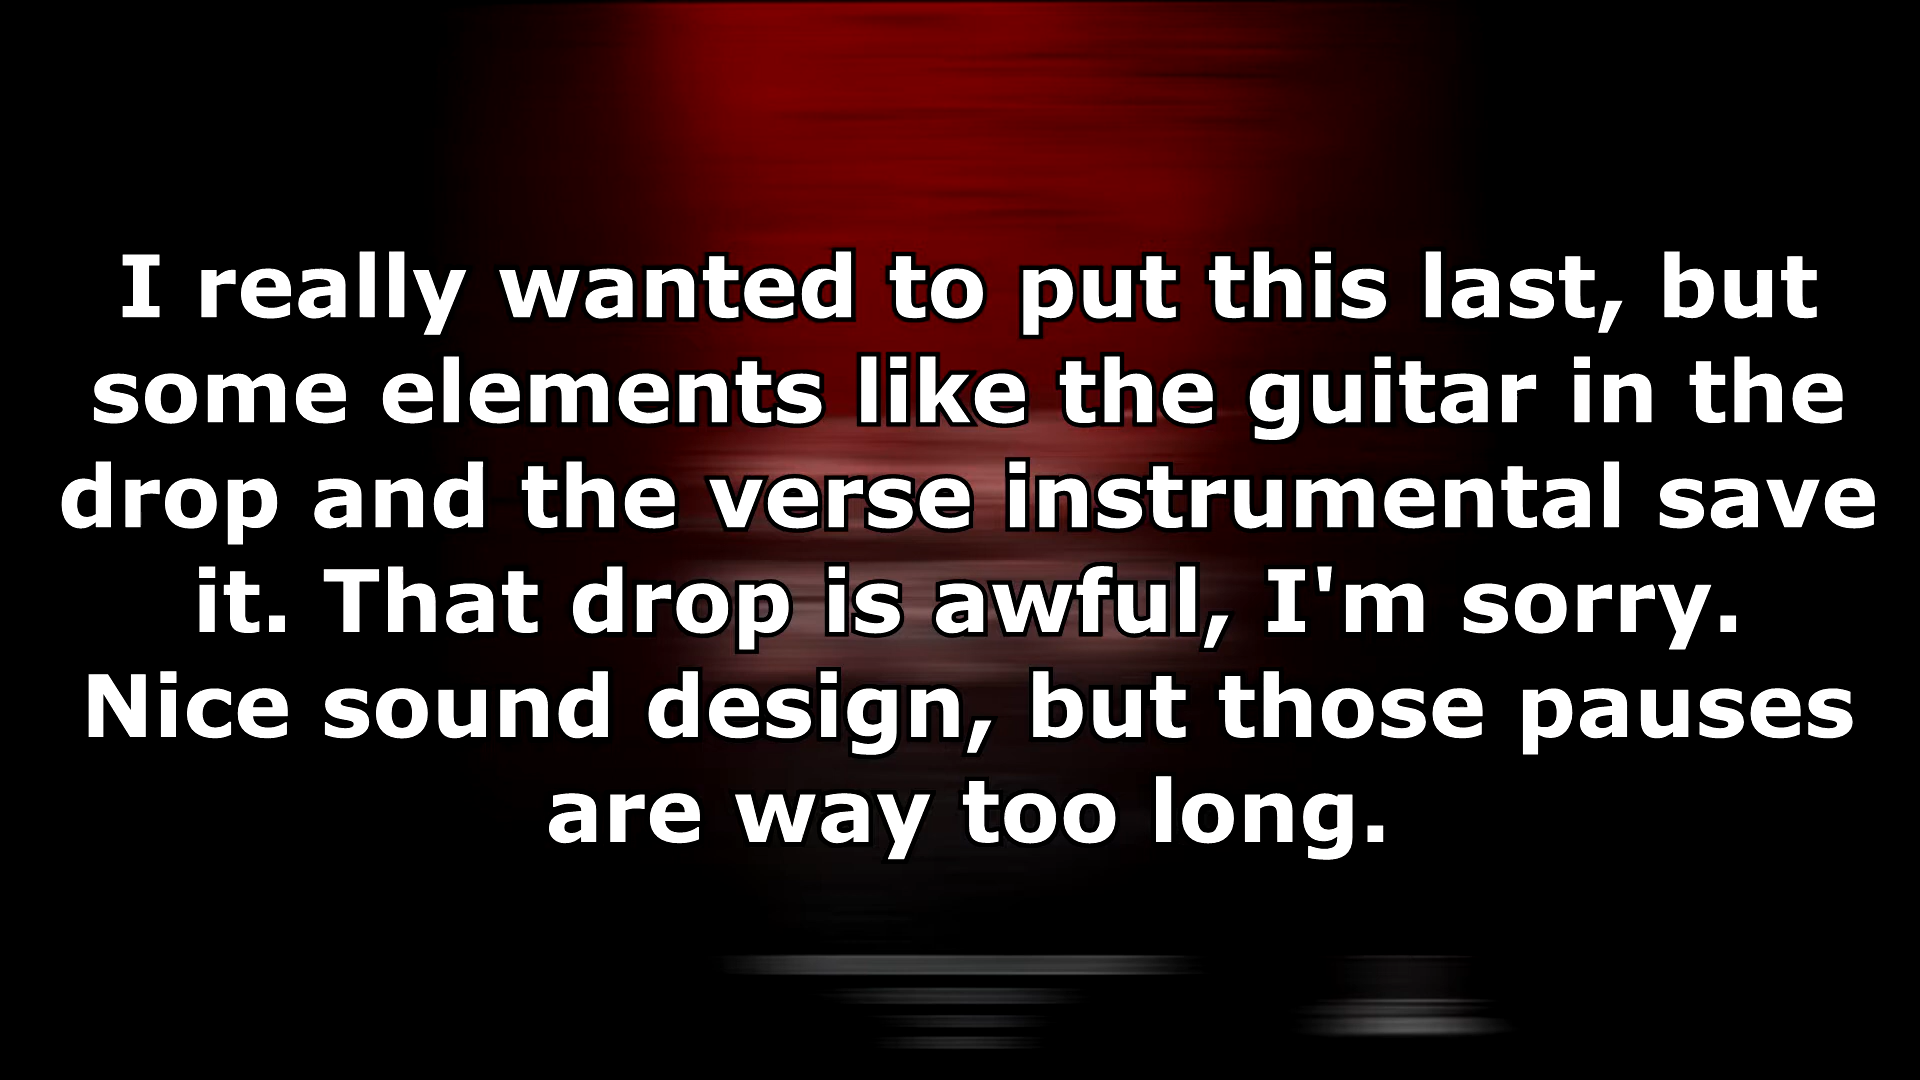 I really wanted to put this last, but
some elements like the guitar in the
drop and the verse instrumental save
it. That drop is awful, I'm sorry.
Nice sound design, but those pauses
are way too long.